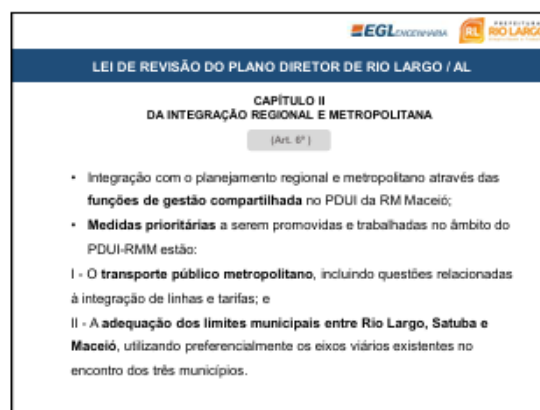 EGL ENGENHARIA
RL PREFEITURA RIO LARGO
LEI DE REVISÃO DO PLANO DIRETOR DE RIO LARGO / AL
CAPÍTULO II
DA INTEGRAÇÃO REGIONAL E METROPOLITANA
(Art. 6º )
• Integração com o planejamento regional e metropolitano através das
funções de gestão compartilhada no PDUI da RM Maceió;
• Medidas prioritárias a serem promovidas e trabalhadas no âmbito do
PDUI-RMM estão:
I - O transporte público metropolitano, incluindo questões relacionadas
à integração de linhas e tarifas; e
II - A adequação dos limites municipais entre Rio Largo, Satuba e
Maceió, utilizando preferencialmente os eixos viários existentes no
encontro dos três municípios.